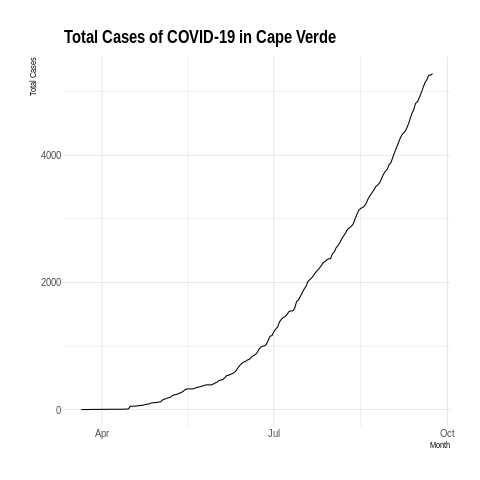 Total Cases of COVID-19 in Cape Verde
Total Cases
4000
2000
0
Apr
Jul
Oct
Month